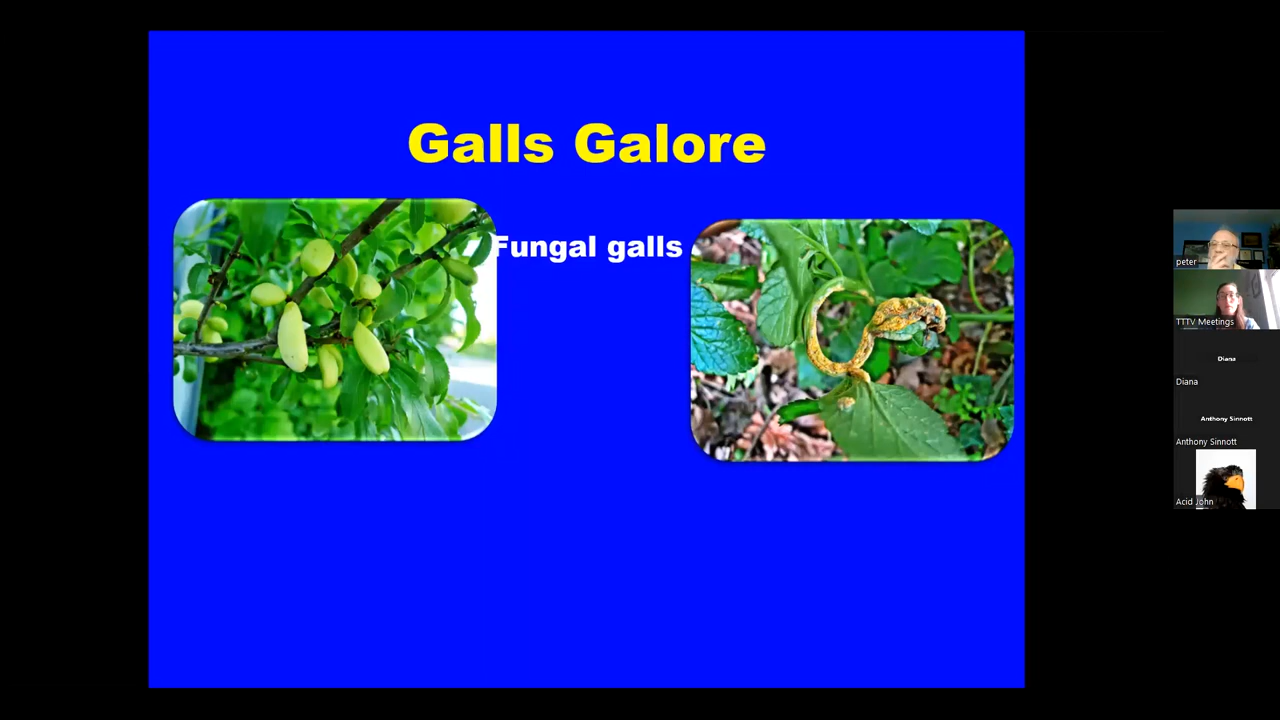 Galls Galore
Fungal galls
peter
TTTV Meetings
Diana
Diana
Anthony Sinnott
Anthony Sinnott
Acid John